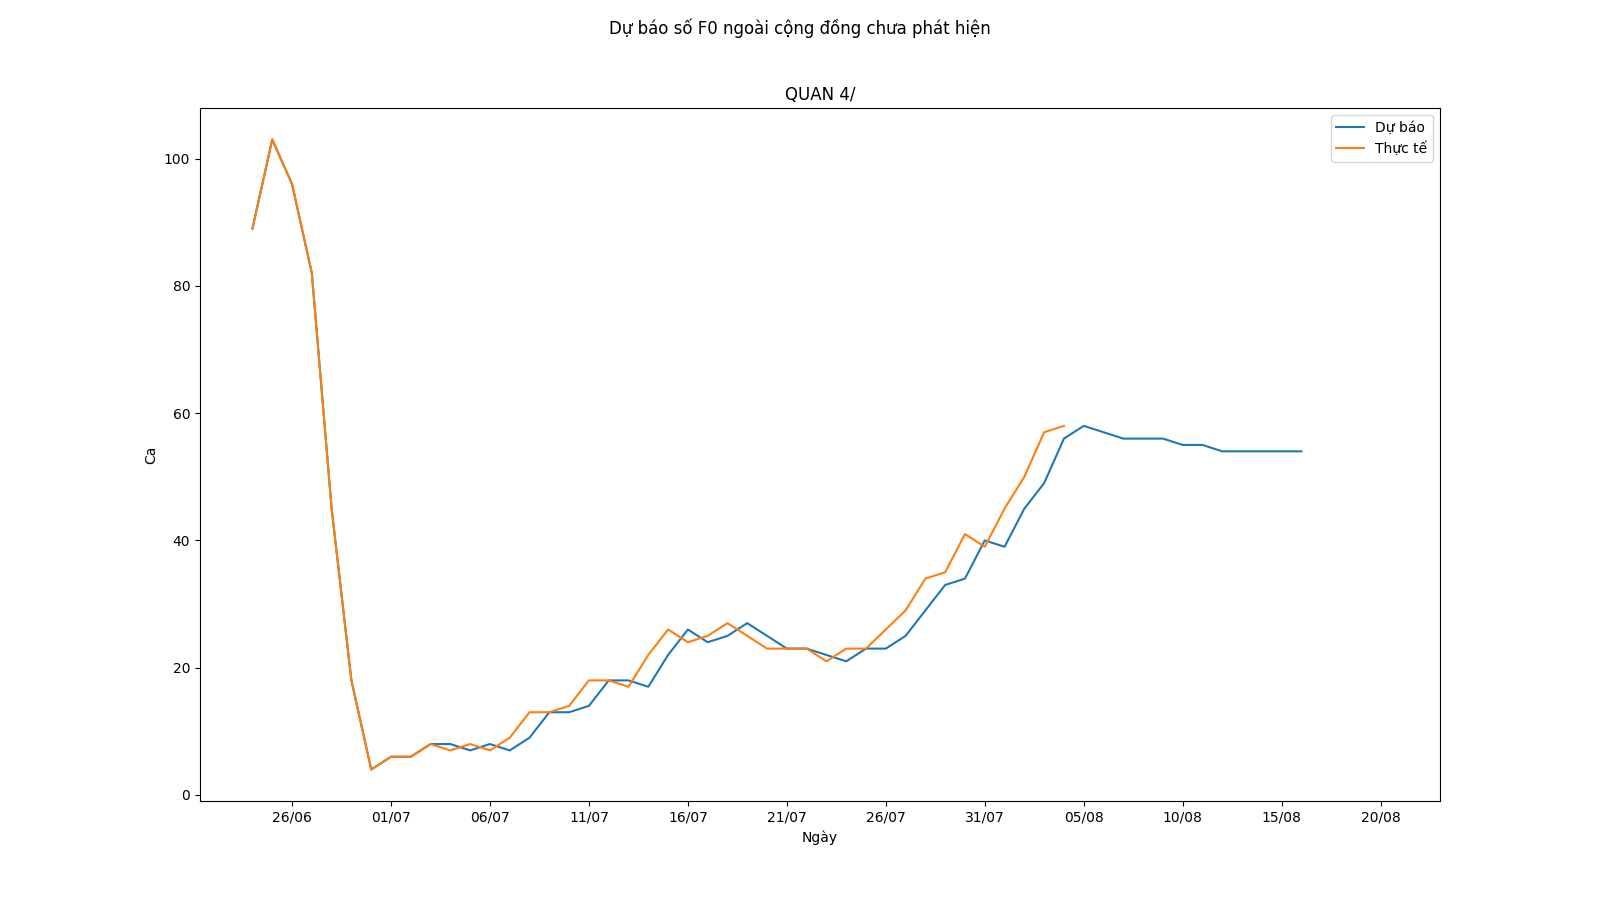 Dự báo số F0 ngoài cộng đồng chưa phát hiện
QUAN 4/
Dự báo
Thực tế
100
80
60
40
20
0
Ca
26/06 01/07 06/07 11/07 16/07 21/07 26/07 31/07 05/08 10/08 15/08 20/08
Ngày